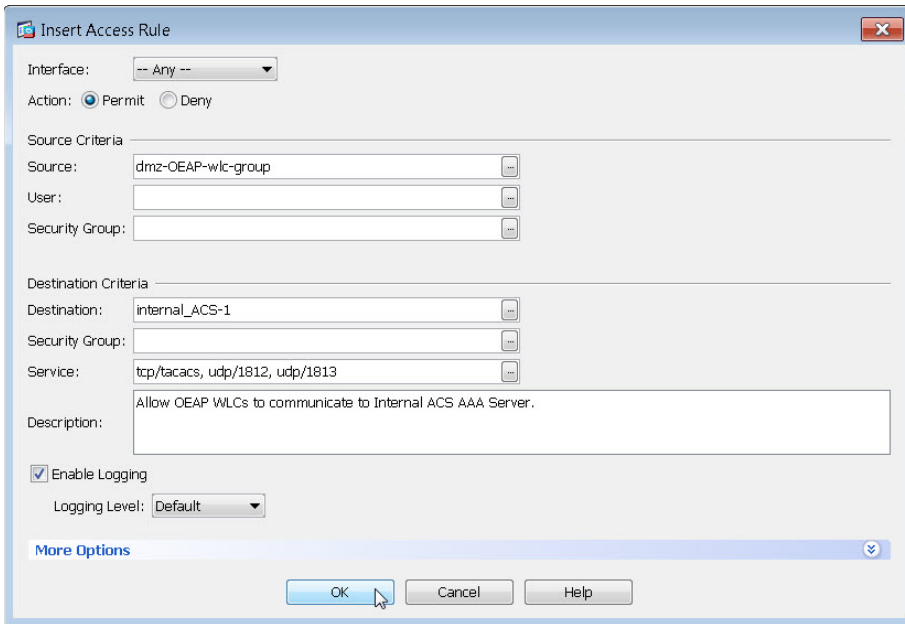 Insert Access Rule
Interface: -- Any --
Action: Permit Deny
Source Criteria
Source: dmz-OEAP-wlc-group ...
User: ...
Security Group: ...
Destination Criteria
Destination: internal_ACS-1 ...
Security Group: ...
Service: tcp/tacacs, udp/1812, udp/1813 ...
Description: Allow OEAP WLCs to communicate to Internal ACS AAA Server.
Enable Logging
Logging Level: Default
More Options
OK Cancel Help